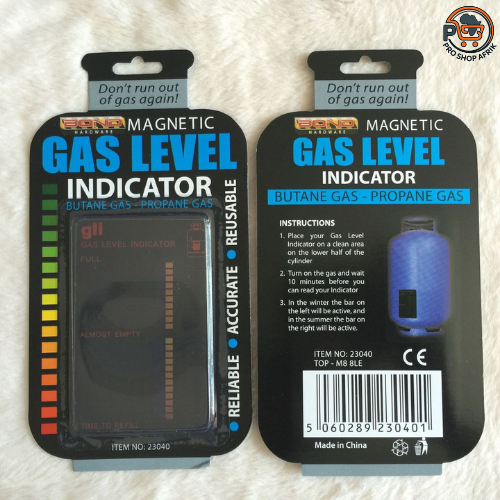 PRO.SHOP AFRIK
Don't run out
of gas again!
BOND
HARDWARE
MAGNETIC
GAS LEVEL
INDICATOR
BUTANE GAS - PROPANE GAS
gli
GAS LEVEL INDICATOR
FULL
ALMOST EMPTY
TIME TO REFILL
RELIABLE • ACCURATE • REUSABLE
ITEM NO: 23040
Don't run out
of gas again!
BOND
HARDWARE
MAGNETIC
GAS LEVEL
INDICATOR
BUTANE GAS - PROPANE GAS
INSTRUCTIONS
1. Place your Gas Level
Indicator on a clean area
on the lower half of the
cylinder
2. Turn on the gas and wait
10 minutes before you
can read your Indicator
3. In the winter the bar on
the left will be active, and
in the summer the bar on
the right will be active.
ITEM NO: 23040
TOP - M8 8LE
CE
5 060289 230401
Made in China